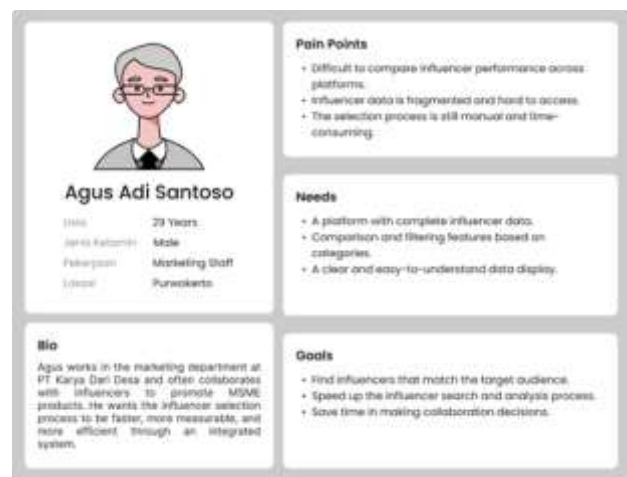 Agus Adi Santoso
Usia 29 Years
Jenis Kelamin Male
Pekerjaan Marketing Staff
Lokasi Purwokerto
Bio
Agus works in the marketing department at
PT Karya Dari Desa and often collaborates
with influencers to promote MSME
products. He wants the influencer selection
process to be faster, more measurable, and
more efficient through an integrated
system.
Pain Points
• Difficult to compare influencer performance across
platforms.
• Influencer data is fragmented and hard to access.
• The selection process is still manual and time-
consuming.
Needs
• A platform with complete influencer data.
• Comparison and filtering features based on
categories.
• A clear and easy-to-understand data display.
Goals
• Find influencers that match the target audience.
• Speed up the influencer search and analysis process.
• Save time in making collaboration decisions.